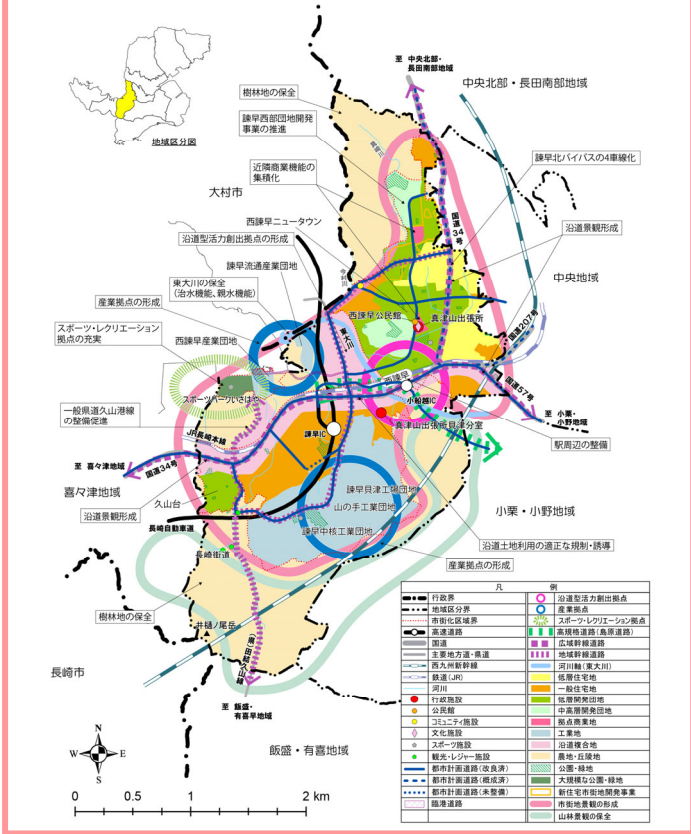 至 中央北部・
長田南部地域
中央北部・長田南部地域
樹林地の保全
地域区分図
諫早西部団地開発
事業の推進
諫早北バイパスの4車線化
近隣商業機能の
集積化
大村市
国道34号
西諫早ニュータウン
沿道景観形成
沿道型活力創出拠点の形成
諫早流通産業団地
中央地域
東大川の保全
(治水機能、親水機能)
今村川
東大川
産業拠点の形成
西諫早公民館
真津山出張所
国道207号
スポーツ・レクリエーション
拠点の充実
西諫早産業団地
西諫早
国道57号
スポーツパークいさはや
小船越IC
至 小栗・
小野地域
一般県道久山港線
の整備促進
真津山出張所貝津分室
JR長崎本線
諫早IC
駅周辺の整備
至 喜々津地域
国道34号
喜々津地域
諫早貝津工場団地
小栗・小野地域
久山台
山の手工業団地
沿道景観形成
諫早中核工業団地
長崎自動車道
沿道土地利用の適正な規制・誘導
長崎街道
産業拠点の形成
樹林地の保全
井樋ノ尾岳
長崎市
至 飯盛・
有喜地域
飯盛・有喜地域
N
W E
S
0 0.5 1 2 km
凡 例
行政界 沿道型活力創出拠点
地域区分界 産業拠点
市街化区域界 スポーツ・レクリエーション拠点
高速道路 高規格道路(島原道路)
国道 広域幹線道路
主要地方道・県道 地域幹線道路
西九州新幹線 河川軸(東大川)
鉄道(JR) 低層住宅地
河川 一般住宅地
行政施設 低層開発団地
公民館 中高層開発団地
コミュニティ施設 拠点商業地
文化施設 工業地
スポーツ施設 沿道複合地
観光・レジャー施設 農地・丘陵地
都市計画道路(改良済) 公園・緑地
都市計画道路(概成済) 大規模な公園・緑地
都市計画道路(未整備) 新住宅市街地開発事業
臨港道路 市街地景観の形成
山林景観の保全